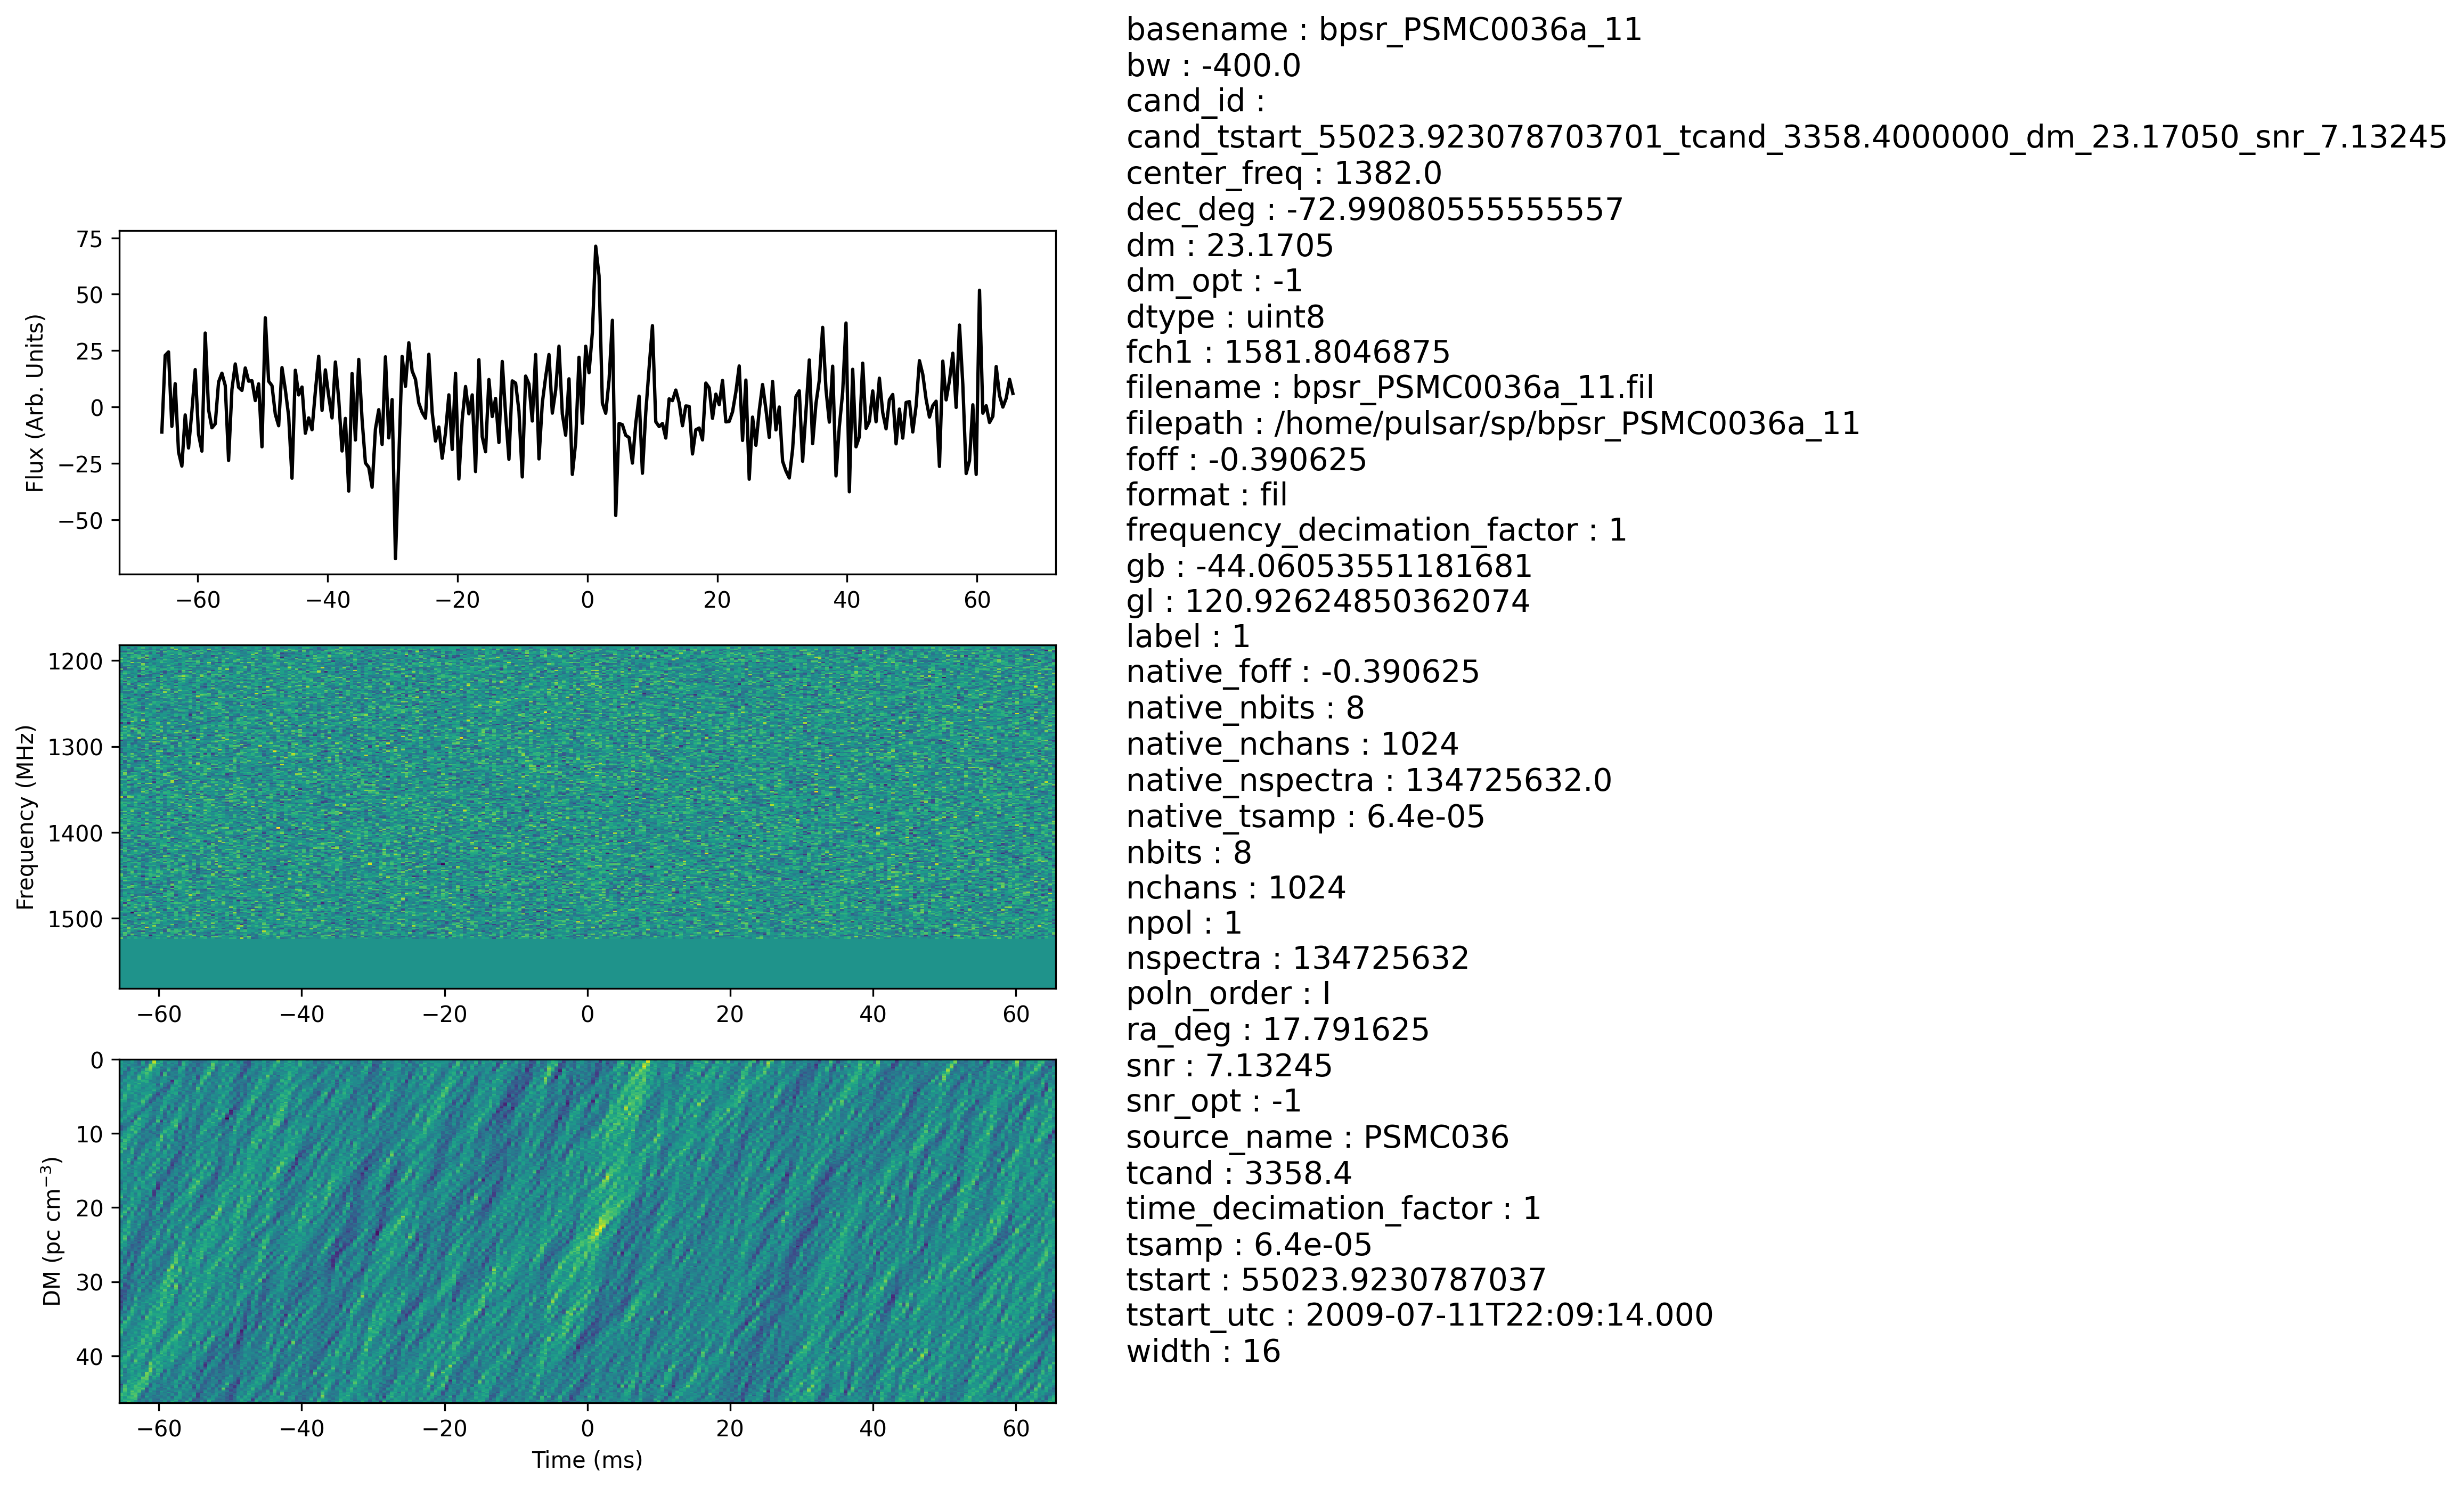 basename : bpsr_PSMC0036a_11
bw : -400.0
cand_id :
cand_tstart_55023.923078703701_tcand_3358.4000000_dm_23.17050_snr_7.13245
center_freq : 1382.0
dec_deg : -72.99080555555557
dm : 23.1705
dm_opt : -1
dtype : uint8
fch1 : 1581.8046875
filename : bpsr_PSMC0036a_11.fil
filepath : /home/pulsar/sp/bpsr_PSMC0036a_11
foff : -0.390625
format : fil
frequency_decimation_factor : 1
gb : -44.06053551181681
gl : 120.92624850362074
label : 1
native_foff : -0.390625
native_nbits : 8
native_nchans : 1024
native_nspectra : 134725632.0
native_tsamp : 6.4e-05
nbits : 8
nchans : 1024
npol : 1
nspectra : 134725632
poln_order : I
ra_deg : 17.791625
snr : 7.13245
snr_opt : -1
source_name : PSMC036
tcand : 3358.4
time_decimation_factor : 1
tsamp : 6.4e-05
tstart : 55023.9230787037
tstart_utc : 2009-07-11T22:09:14.000
width : 16
Flux (Arb. Units)
75
50
25
0
−25
−50
−60 −40 −20 0 20 40 60
Frequency (MHz)
1200
1300
1400
1500
−60 −40 −20 0 20 40 60
DM (pc cm⁻³)
0
10
20
30
40
−60 −40 −20 0 20 40 60
Time (ms)